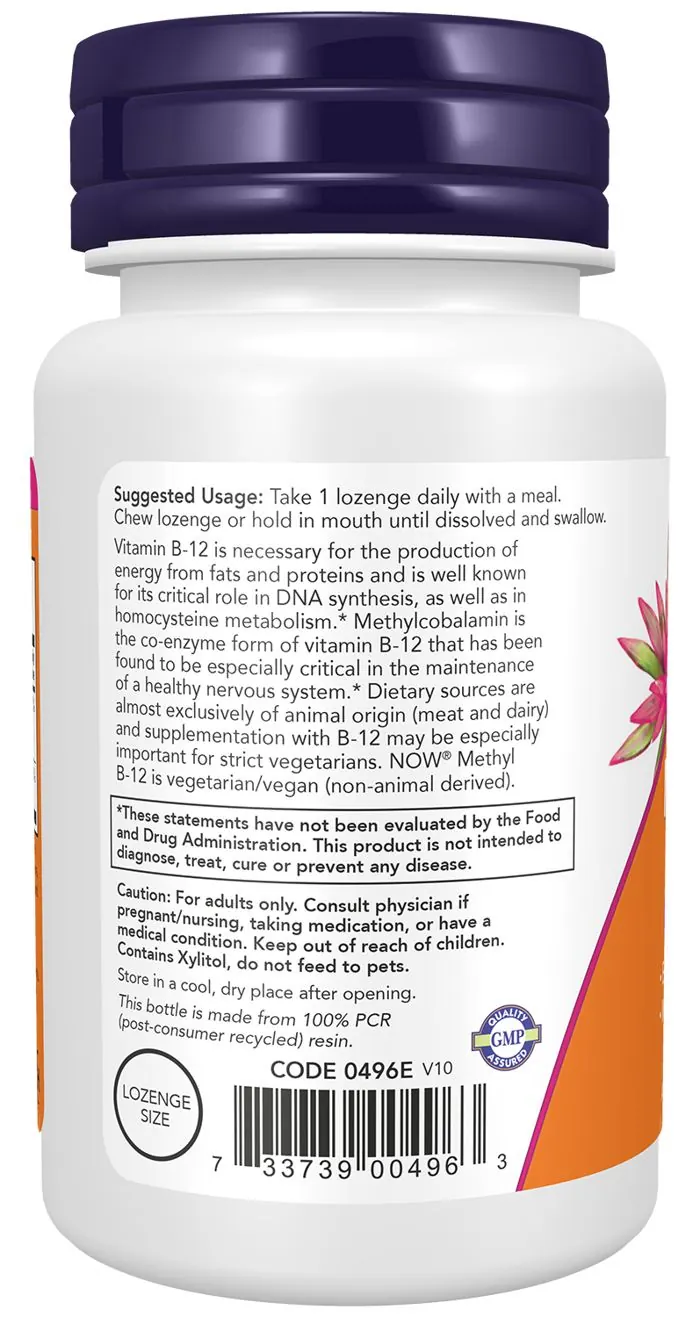 Suggested Usage: Take 1 lozenge daily with a meal.
Chew lozenge or hold in mouth until dissolved and swallow.
Vitamin B-12 is necessary for the production of
energy from fats and proteins and is well known
for its critical role in DNA synthesis, as well as in
homocysteine metabolism.* Methylcobalamin is
the co-enzyme form of vitamin B-12 that has been
found to be especially critical in the maintenance
of a healthy nervous system.* Dietary sources are
almost exclusively of animal origin (meat and dairy)
and supplementation with B-12 may be especially
important for strict vegetarians. NOW® Methyl
B-12 is vegetarian/vegan (non-animal derived).
*These statements have not been evaluated by the Food
and Drug Administration. This product is not intended to
diagnose, treat, cure or prevent any disease.
Caution: For adults only. Consult physician if
pregnant/nursing, taking medication, or have a
medical condition. Keep out of reach of children.
Contains Xylitol, do not feed to pets.
Store in a cool, dry place after opening.
This bottle is made from 100% PCR
(post-consumer recycled) resin.
QUALITY
GMP
ASSURED
CODE 0496E V10
LOZENGE
SIZE
7 33739 00496 3